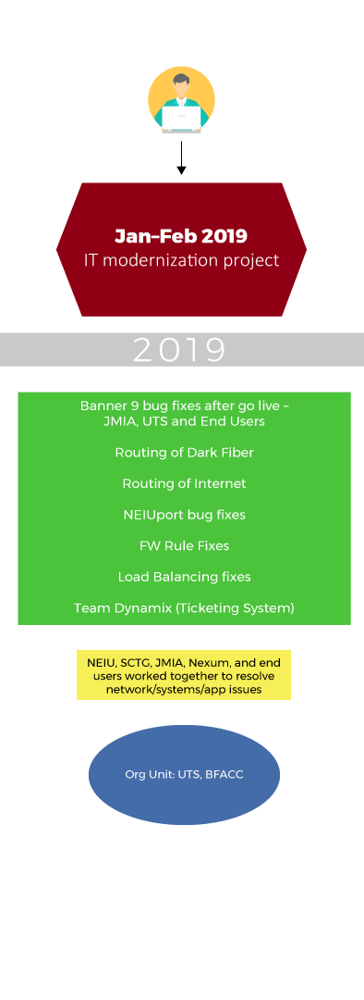 Jan–Feb 2019
IT modernization project
2019
Banner 9 bug fixes after go live –
JMIA, UTS and End Users
Routing of Dark Fiber
Routing of Internet
NEIUport bug fixes
FW Rule Fixes
Load Balancing fixes
Team Dynamix (Ticketing System)
NEIU, SCTG, JMIA, Nexum, and end
users worked together to resolve
network/systems/app issues
Org Unit: UTS, BFACC